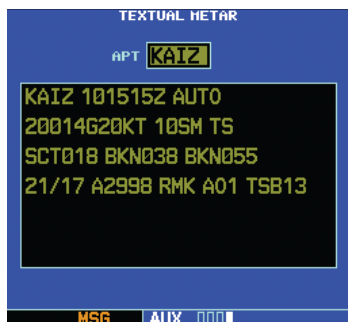 TEXTUAL METAR
APT KAIZ
KAIZ 101515Z AUTO
20014G20KT 10SM TS
SCT018 BKN038 BKN055
21/17 A2998 RMK A01 TSB13
MSG AUX